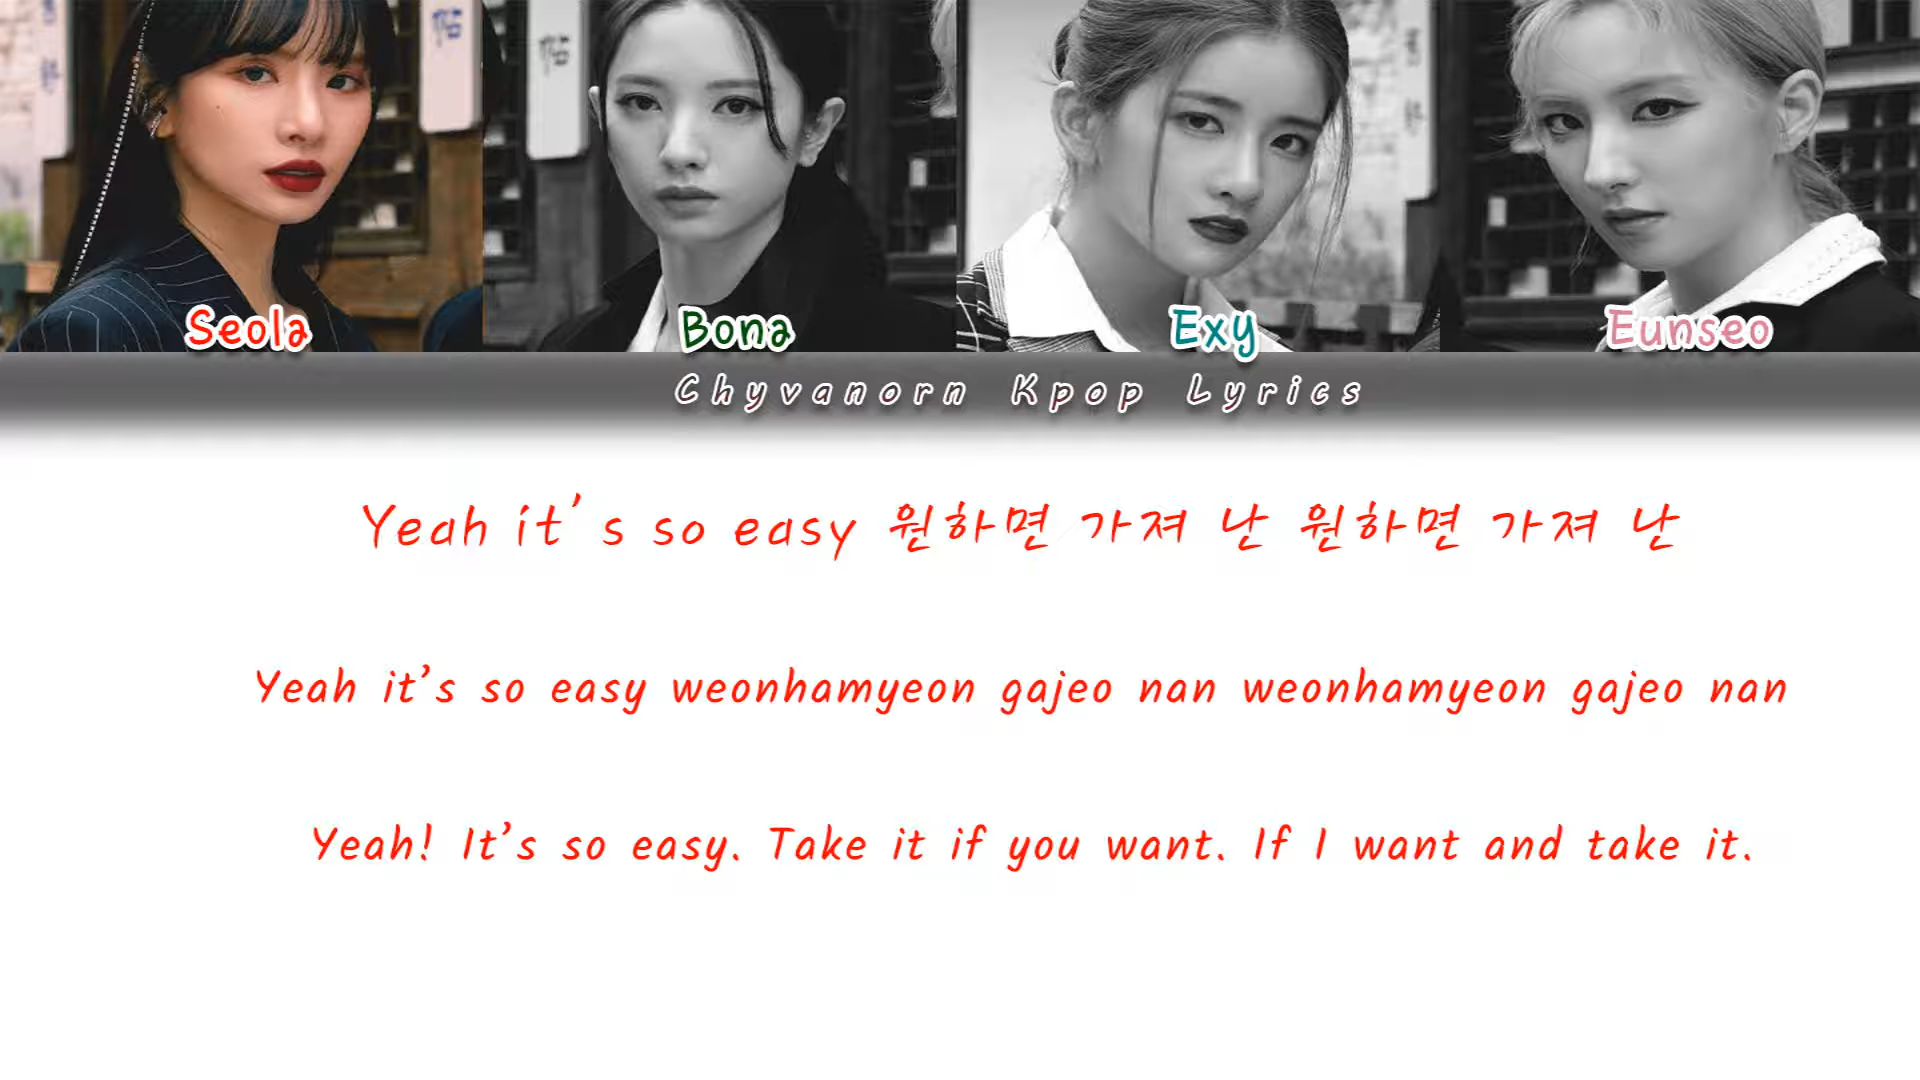 Seola
Bona
Exy
Eunseo
Chyvanorn Kpop Lyrics
Yeah it's so easy 원하면 가져 난 원하면 가져 난
Yeah it’s so easy weonhamyeon gajeo nan weonhamyeon gajeo nan
Yeah! It’s so easy. Take it if you want. If I want and take it.